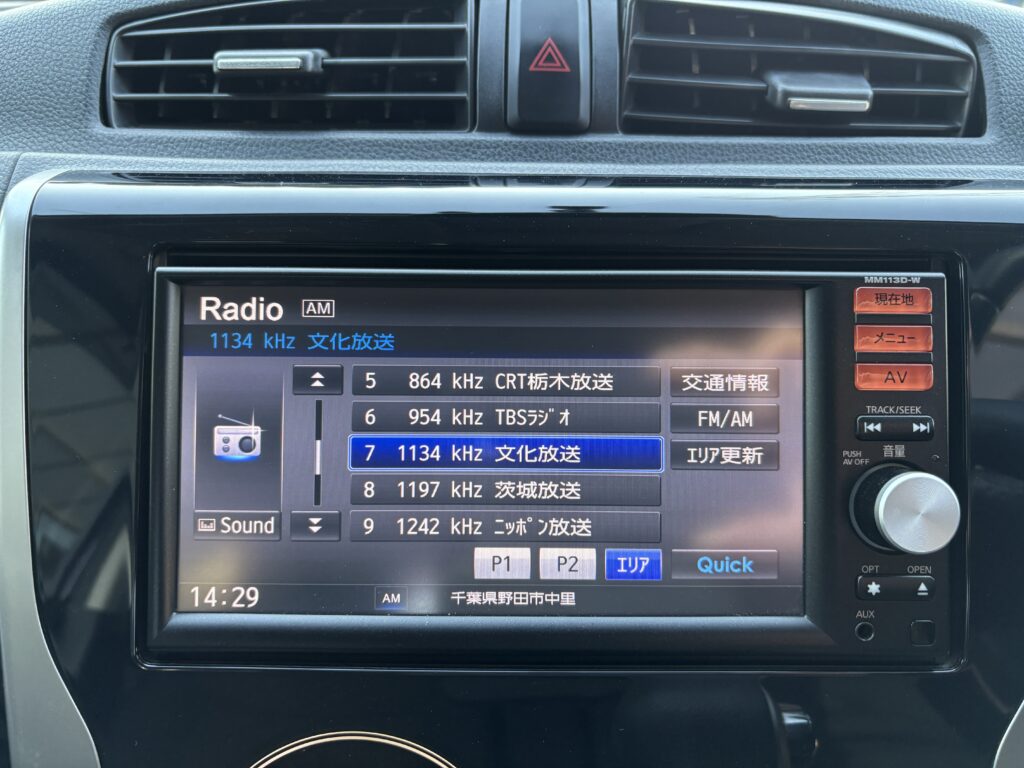 MM113D-W
Radio AM
現在地
1134 kHz 文化放送
メニュー
5 864 kHz CRT栃木放送
交通情報
AV
6 954 kHz TBSラジオ
FM/AM
TRACK/SEEK
7 1134 kHz 文化放送
エリア更新
PUSH
AV OFF
音量
8 1197 kHz 茨城放送
Sound
9 1242 kHz ニッポン放送
P1 P2 エリア Quick
OPT OPEN
14:29 AM 千葉県野田市中里
AUX